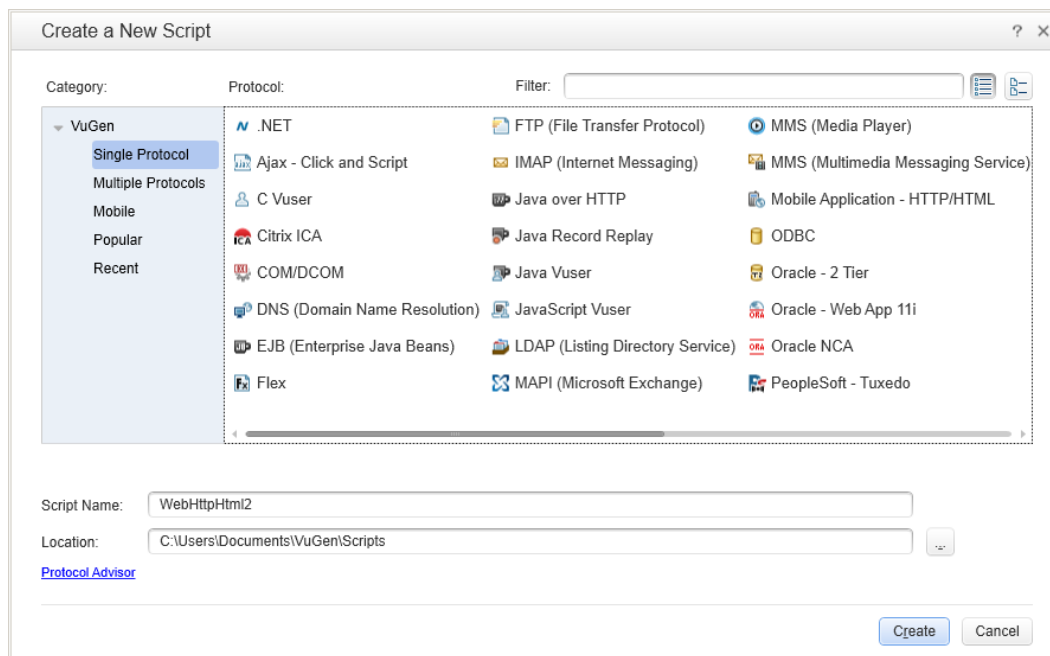 Create a New Script
? ×
Category:
Protocol:
Filter:
VuGen
Single Protocol
Multiple Protocols
Mobile
Popular
Recent
.NET
Ajax - Click and Script
C Vuser
Citrix ICA
COM/DCOM
DNS (Domain Name Resolution)
EJB (Enterprise Java Beans)
Flex
FTP (File Transfer Protocol)
IMAP (Internet Messaging)
Java over HTTP
Java Record Replay
Java Vuser
JavaScript Vuser
LDAP (Listing Directory Service)
MAPI (Microsoft Exchange)
MMS (Media Player)
MMS (Multimedia Messaging Service)
Mobile Application - HTTP/HTML
ODBC
Oracle - 2 Tier
Oracle - Web App 11i
Oracle NCA
PeopleSoft - Tuxedo
Script Name: WebHttpHtml2
Location: C:\Users\Documents\VuGen\Scripts
...
Protocol Advisor
Create
Cancel